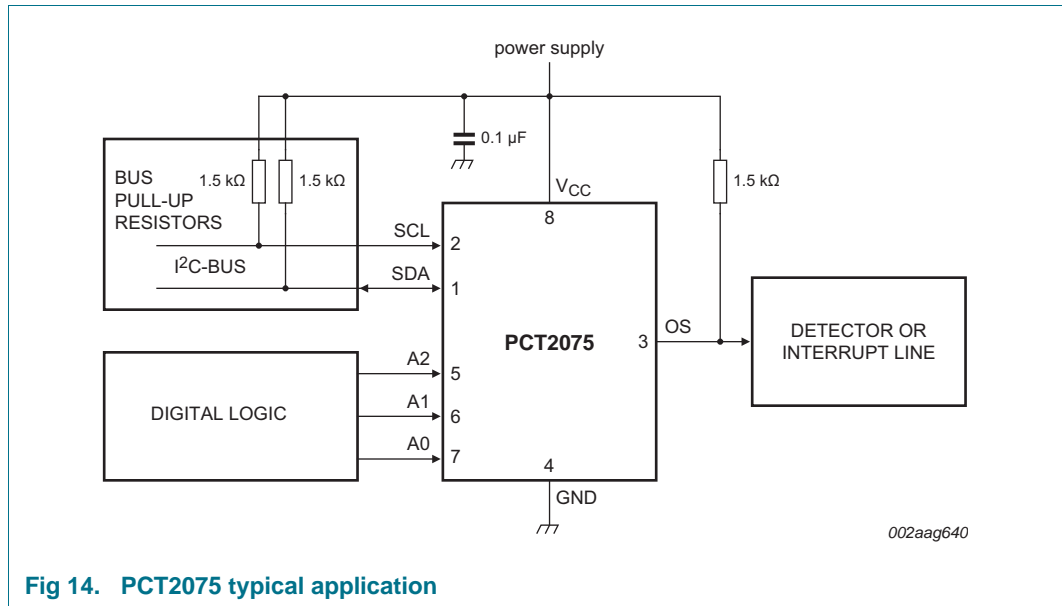 power supply
0.1 µF
BUS
PULL-UP
RESISTORS
1.5 kΩ
1.5 kΩ
1.5 kΩ
VCC
8
SCL
2
I2C-BUS
SDA
1
PCT2075
3
OS
DETECTOR OR
INTERRUPT LINE
DIGITAL LOGIC
A2
5
A1
6
A0
7
4
GND
002aag640
Fig 14. PCT2075 typical application